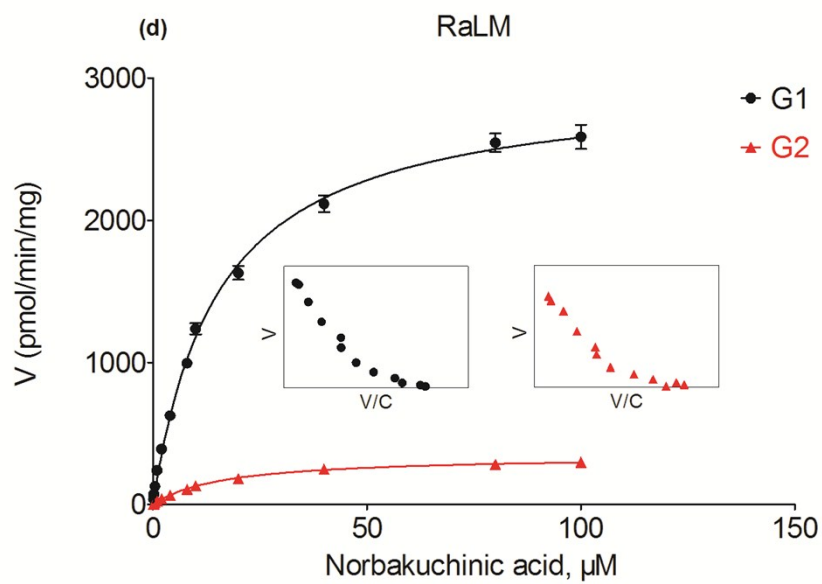 (d)
RaLM
3000
2000
1000
0
V (pmol/min/mg)
G1
G2
V
V/C
V
V/C
0
50
100
150
Norbakuchinic acid, µM